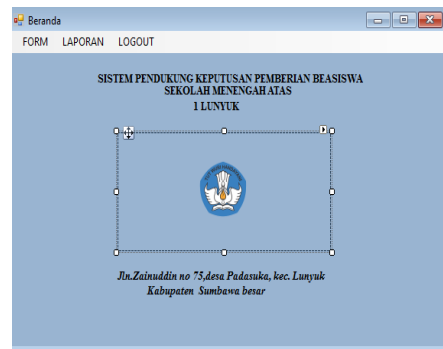 Beranda
FORM LAPORAN LOGOUT
SISTEM PENDUKUNG KEPUTUSAN PEMBERIAN BEASISWA
SEKOLAH MENENGAH ATAS
1 LUNYUK
Jln.Zainuddin no 75,desa Padasuka, kec. Lunyuk
Kabupaten Sumbawa besar